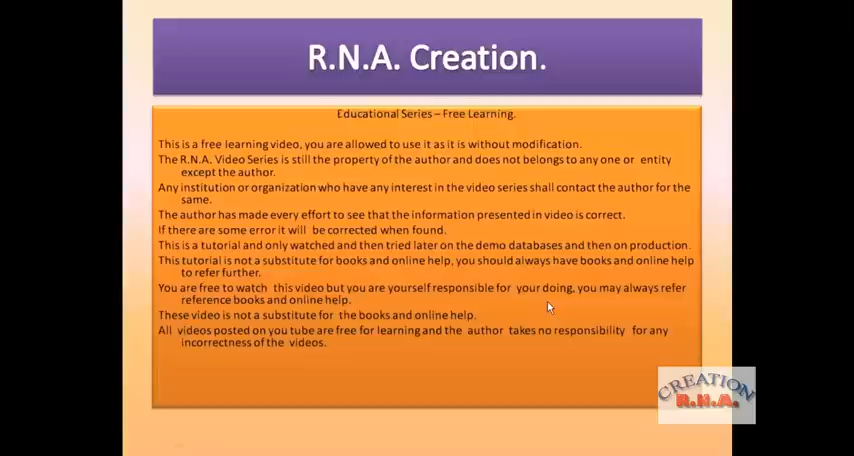 R.N.A. Creation.
Educational Series – Free Learning.
This is a free learning video, you are allowed to use it as it is without modification.
The R.N.A. Video Series is still the property of the author and does not belongs to any one or entity
except the author.
Any institution or organization who have any interest in the video series shall contact the author for the
same.
The author has made every effort to see that the information presented in video is correct.
If there are some error it will be corrected when found.
This is a tutorial and only watched and then tried later on the demo databases and then on production.
This tutorial is not a substitute for books and online help, you should always have books and online help
to refer further.
You are free to watch this video but you are yourself responsible for your doing, you may always refer
reference books and online help.
These video is not a substitute for the books and online help.
All videos posted on you tube are free for learning and the author takes no responsibility for any
incorrectness of the videos.
CREATION
R.N.A.